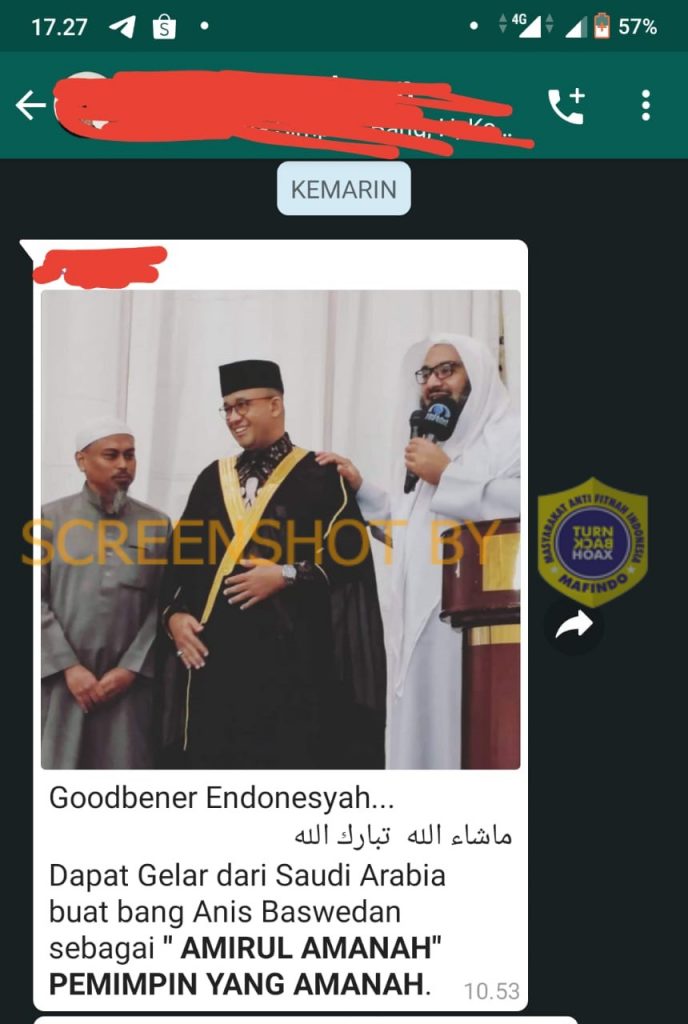 17.27
4G
57%
KEMARIN
SCREENSHOT BY
MASYARAKAT ANTI FITNAH INDONESIA
TURN
BACK
HOAX
MAFINDO
Goodbener Endonesyah...
ماشاء الله تبارك الله
Dapat Gelar dari Saudi Arabia
buat bang Anis Baswedan
sebagai " AMIRUL AMANAH"
PEMIMPIN YANG AMANAH.
10.53